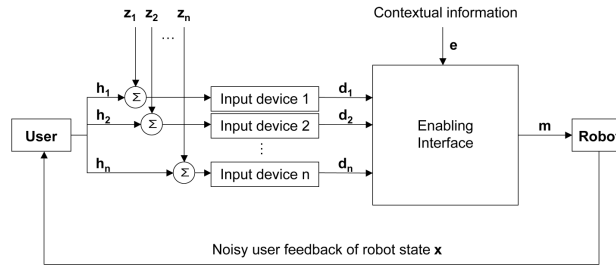 Contextual information
z1 z2 zn
...
e
h1
Σ
Input device 1
d1
h2
Σ
Input device 2
d2
User
Enabling
Interface
m
Robot
⋮
hn
Σ
Input device n
dn
Noisy user feedback of robot state x